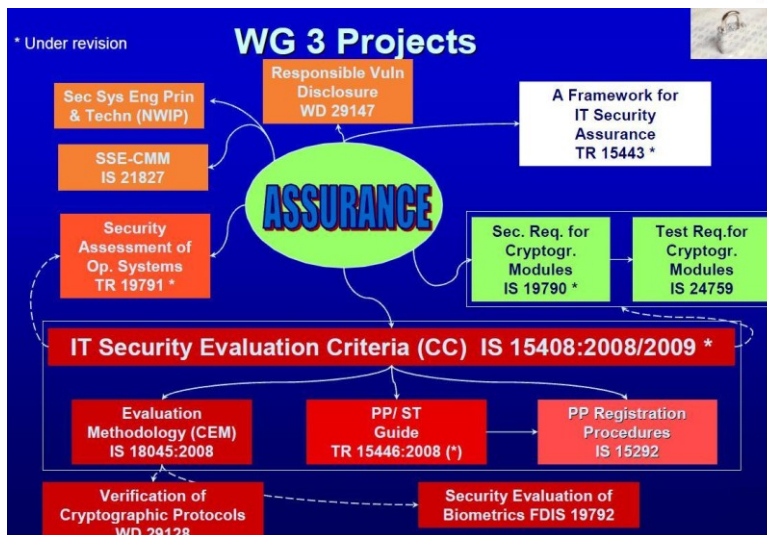 * Under revision
WG 3 Projects
Responsible Vuln
Disclosure
WD 29147
Sec Sys Eng Prin
& Techn (NWIP)
A Framework for
IT Security
Assurance
TR 15443 *
SSE-CMM
IS 21827
ASSURANCE
Security
Assessment of
Op. Systems
TR 19791 *
Sec. Req. for
Cryptogr.
Modules
IS 19790 *
Test Req.for
Cryptogr.
Modules
IS 24759
IT Security Evaluation Criteria (CC) IS 15408:2008/2009 *
Evaluation
Methodology (CEM)
IS 18045:2008
PP/ ST
Guide
TR 15446:2008 (*)
PP Registration
Procedures
IS 15292
Verification of
Cryptographic Protocols
WD 29128
Security Evaluation of
Biometrics FDIS 19792